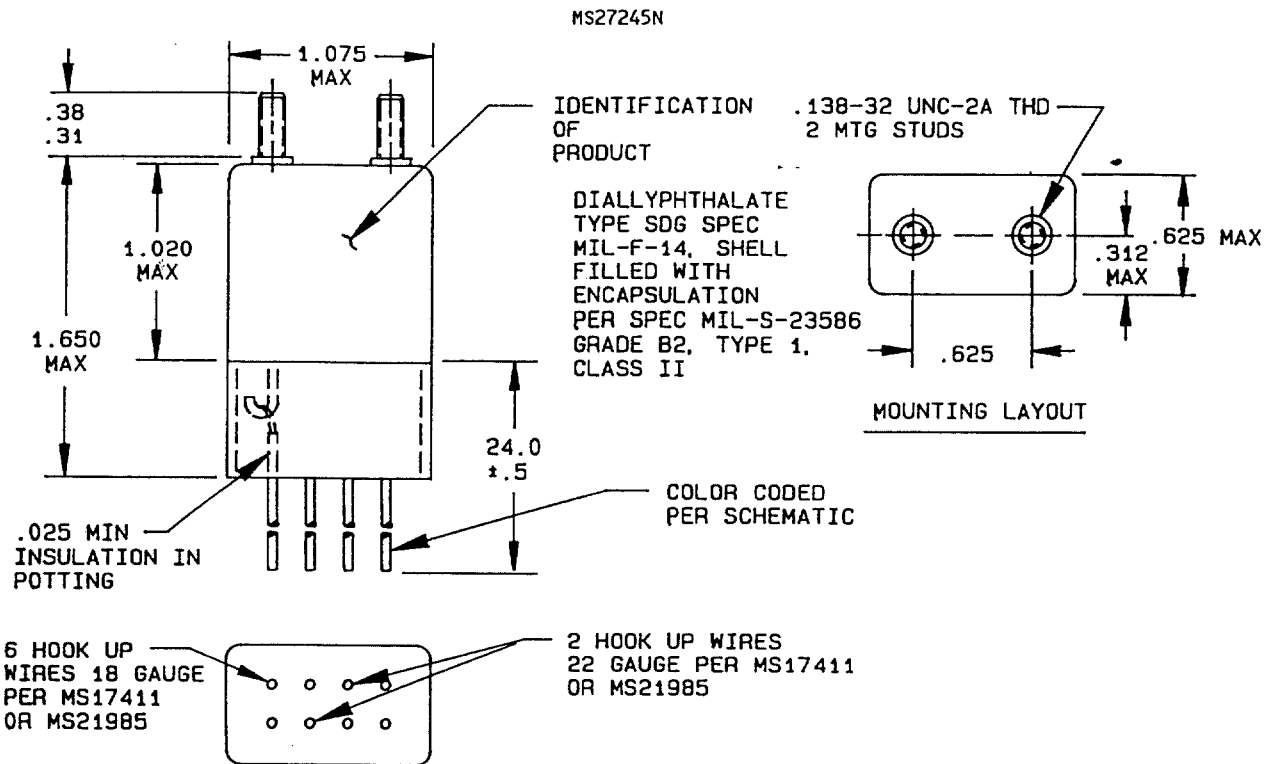 MS27245N
1.075
MAX
.38
.31
IDENTIFICATION
OF
PRODUCT
.138-32 UNC-2A THD
2 MTG STUDS
DIALLYPHTHALATE
TYPE SDG SPEC
MIL-F-14, SHELL
FILLED WITH
ENCAPSULATION
PER SPEC MIL-S-23586
GRADE B2, TYPE 1,
CLASS II
1.020
MAX
1.650
MAX
.625 MAX
.312
MAX
.625
MOUNTING LAYOUT
24.0
±.5
COLOR CODED
PER SCHEMATIC
.025 MIN
INSULATION IN
POTTING
6 HOOK UP
WIRES 18 GAUGE
PER MS17411
OR MS21985
2 HOOK UP WIRES
22 GAUGE PER MS17411
OR MS21985